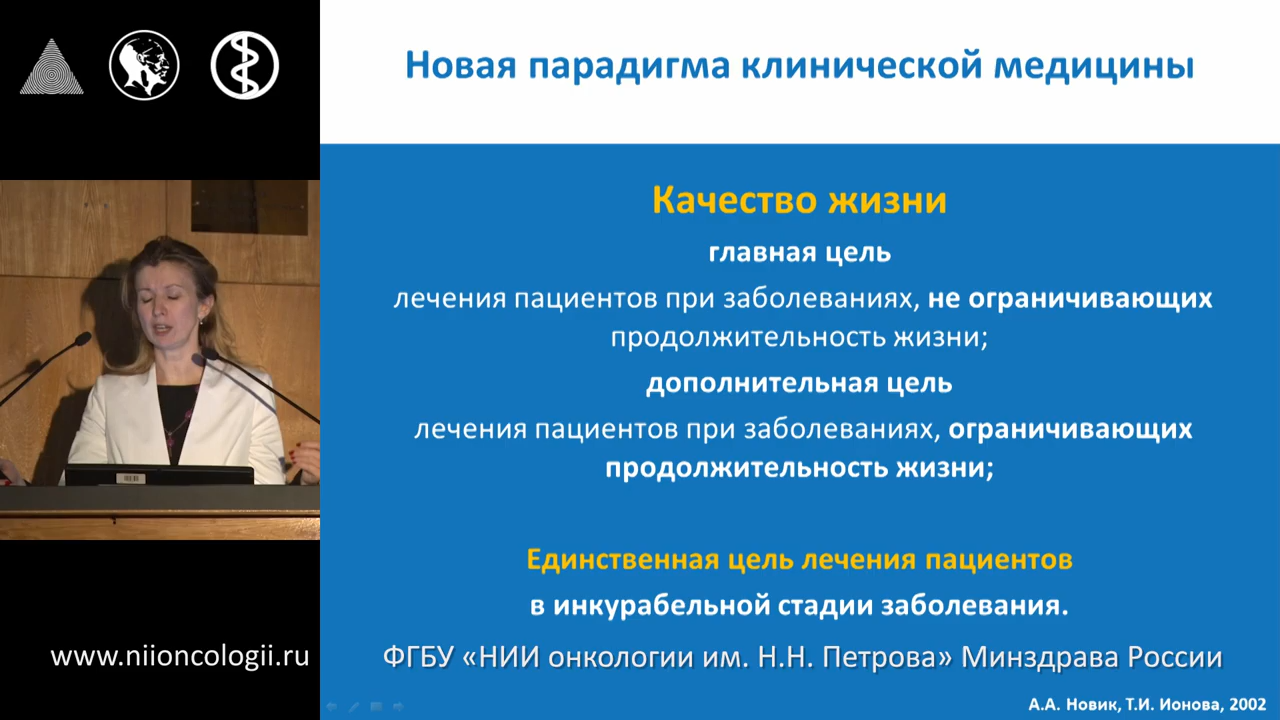 Новая парадигма клинической медицины
Качество жизни
главная цель
лечения пациентов при заболеваниях, не ограничивающих
продолжительность жизни;
дополнительная цель
лечения пациентов при заболеваниях, ограничивающих
продолжительность жизни;
Единственная цель лечения пациентов
в инкурабельной стадии заболевания.
www.niioncologii.ru
ФГБУ «НИИ онкологии им. Н.Н. Петрова» Минздрава России
А.А. Новик, Т.И. Ионова, 2002